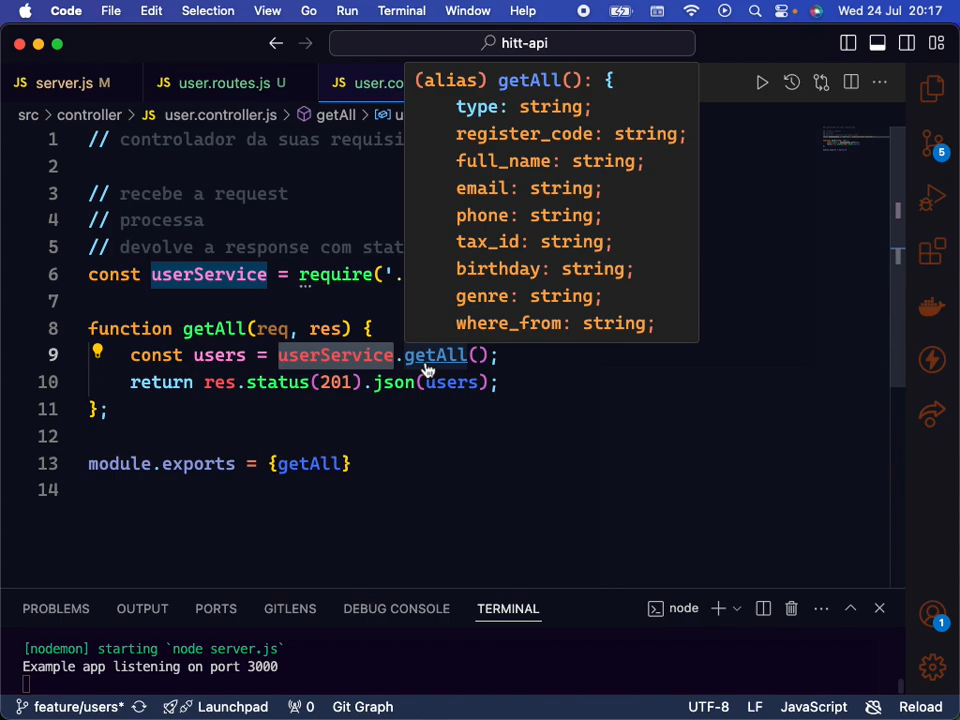 Code File Edit Selection View Go Run Terminal Window Help Wed 24 Jul 20:17
hitt-api
JS server.js M JS user.routes.js U JS user.co
src > controller > JS user.controller.js > getAll > u
1 // controlador da suas requisi
2
3 // recebe a request
4 // processa
5 // devolve a response com stat
6 const userService = require('.
7
8 function getAll(req, res) {
9 const users = userService.getAll();
10 return res.status(201).json(users);
11 };
12
13 module.exports = {getAll}
14
(alias) getAll(): {
type: string;
register_code: string;
full_name: string;
email: string;
phone: string;
tax_id: string;
birthday: string;
genre: string;
where_from: string;
5
1
PROBLEMS OUTPUT PORTS GITLENS DEBUG CONSOLE TERMINAL node
[nodemon] starting `node server.js`
Example app listening on port 3000
feature/users* Launchpad 0 Git Graph UTF-8 LF JavaScript Reload